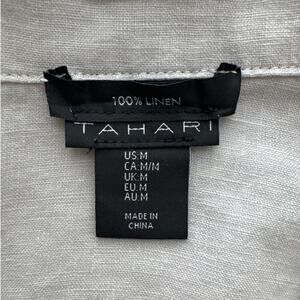 100% LINEN
TAHARI
US:M
CA:M/M
UK:M
EU:M
AU:M
MADE IN
CHINA